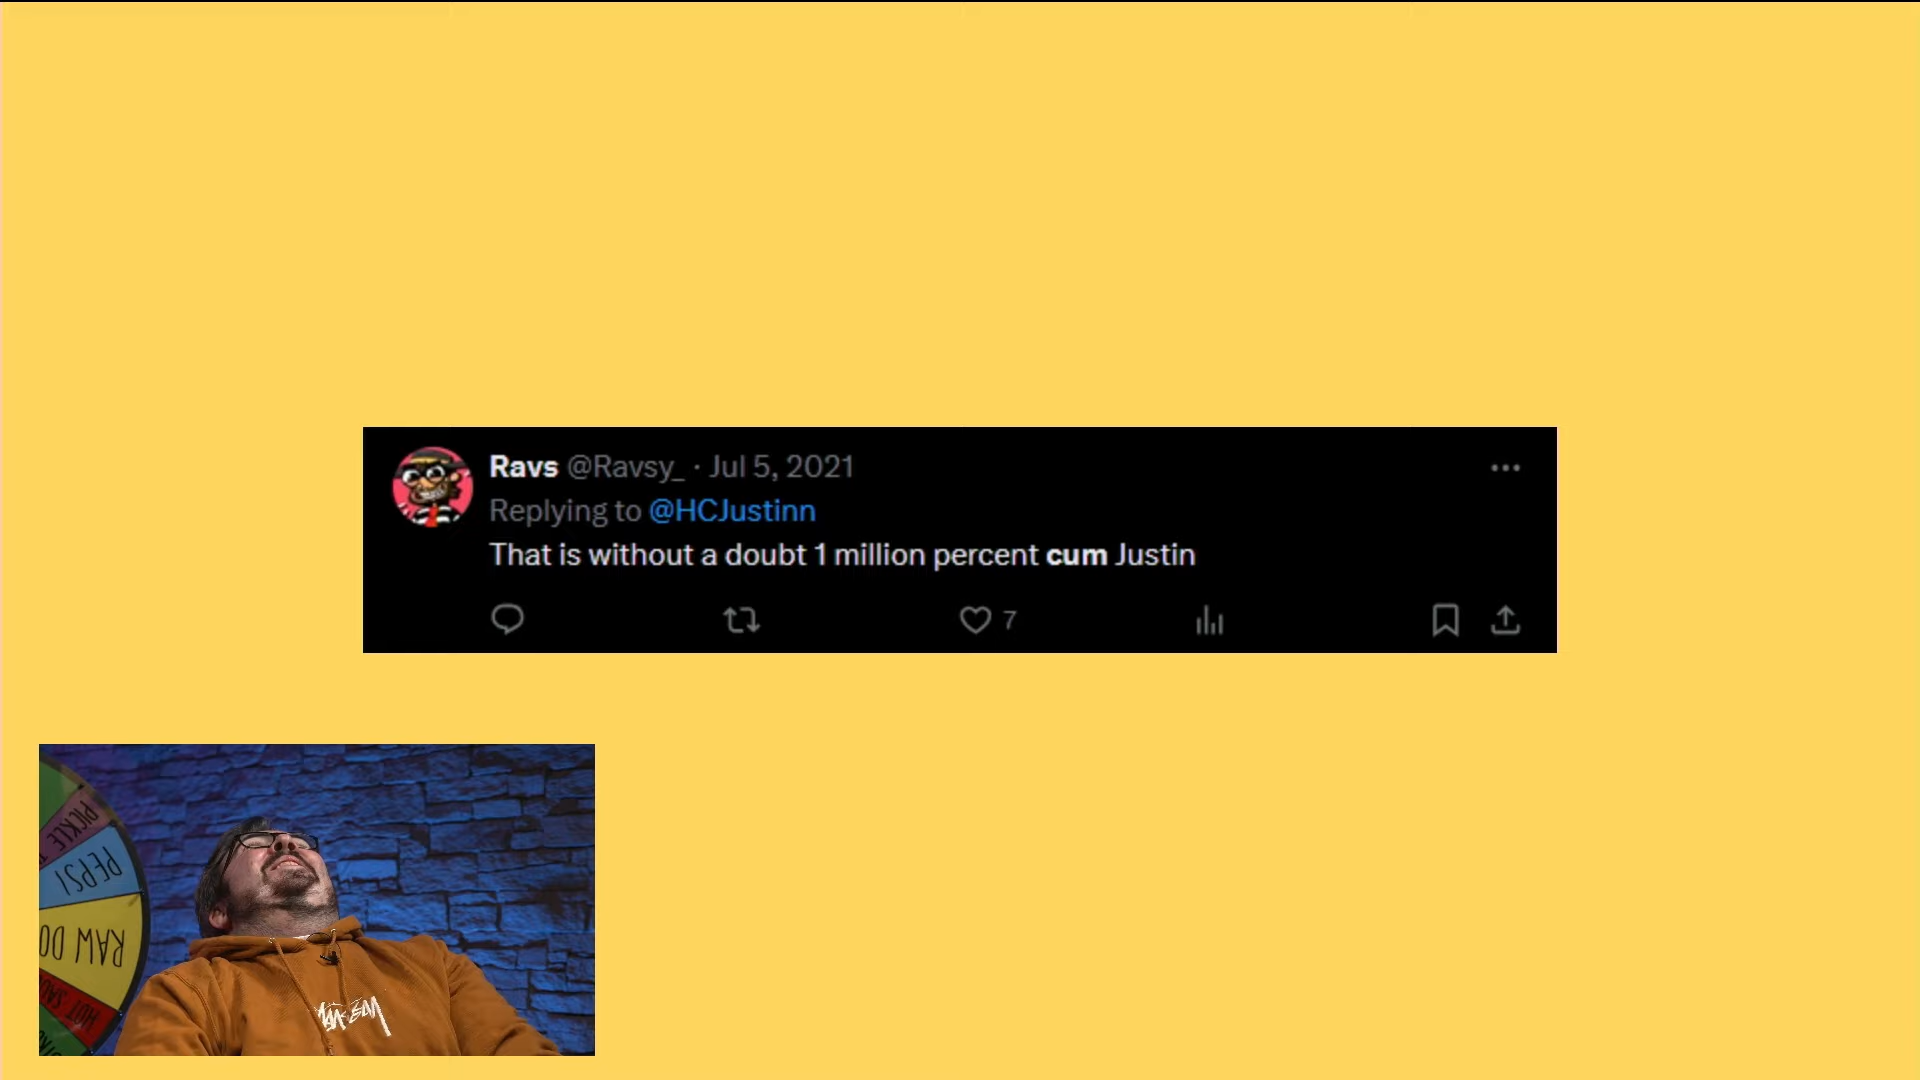 Ravs @Ravsy_ · Jul 5, 2021
Replying to @HCJustinn
That is without a doubt 1 million percent cum Justin
7
PICKLE
PEPSI
RAW DO
HOT SAU